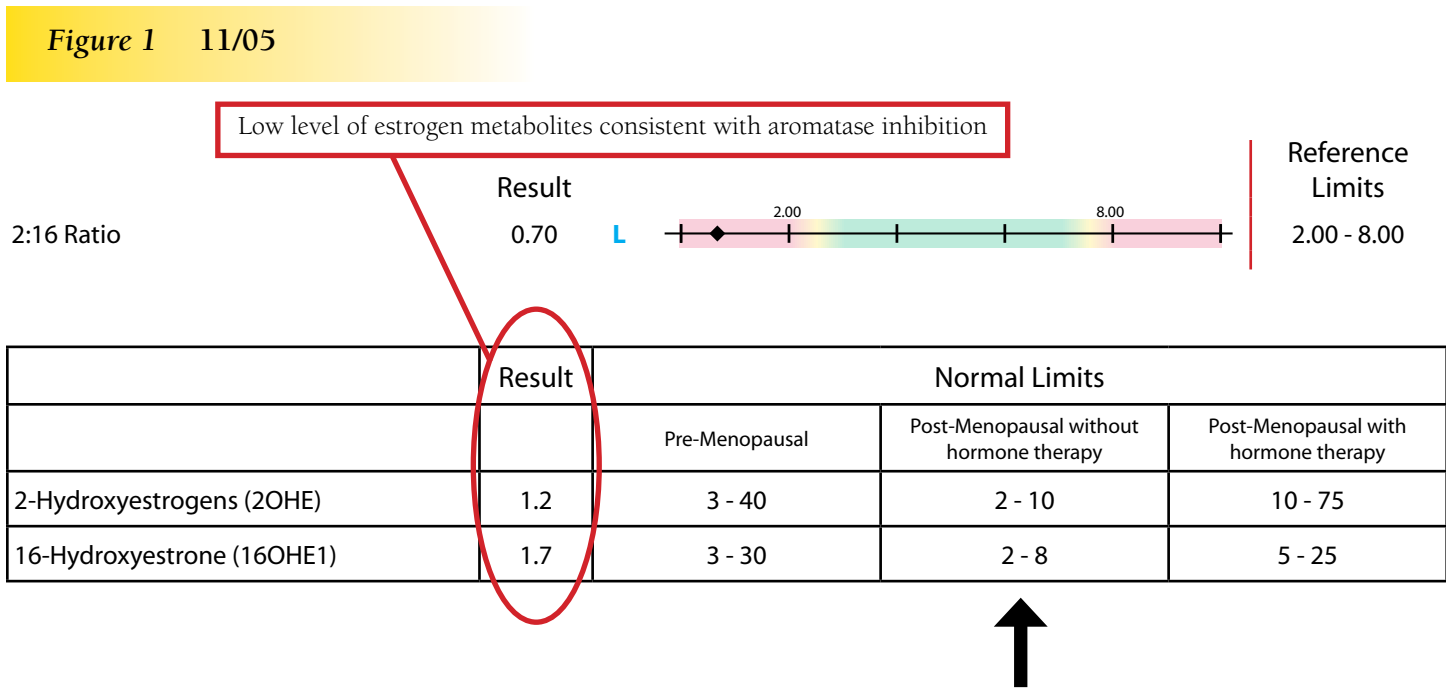 Figure 1 11/05
Low level of estrogen metabolites consistent with aromatase inhibition
Result
Reference
Limits
2:16 Ratio 0.70 L 2.00 8.00 2.00 - 8.00
Result Normal Limits
Pre-Menopausal Post-Menopausal without hormone therapy Post-Menopausal with hormone therapy
2-Hydroxyestrogens (2OHE) 1.2 3 - 40 2 - 10 10 - 75
16-Hydroxyestrone (16OHE1) 1.7 3 - 30 2 - 8 5 - 25